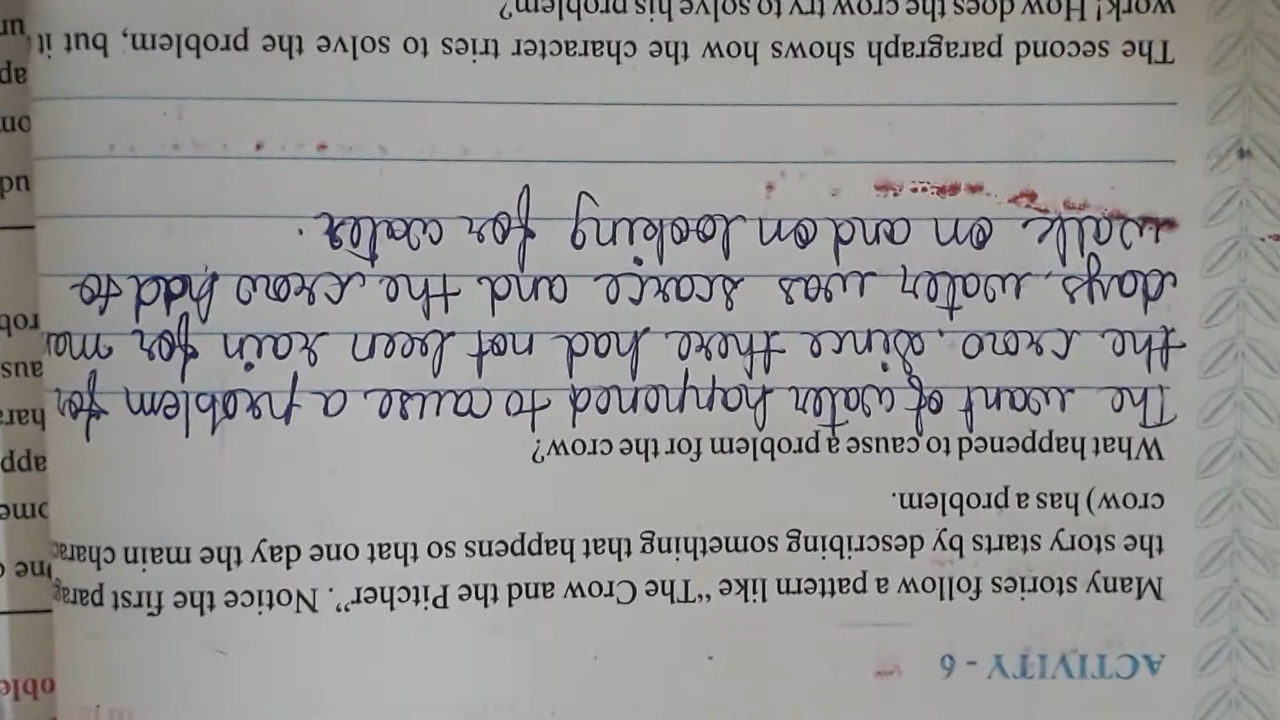 ACTIVITY - 6
Many stories follow a pattern like "The Crow and the Pitcher". Notice the first parag
the story starts by describing something that happens so that one day the main charac
crow) has a problem.
What happened to cause a problem for the crow?
The want of water happened to cause a problem for
the crow. Since there had not been rain for ma
days, water was scarce and the crow had to
walk on and on looking for water.
The second paragraph shows how the character tries to solve the problem, but it
work! How does the crow try to solve his problem?